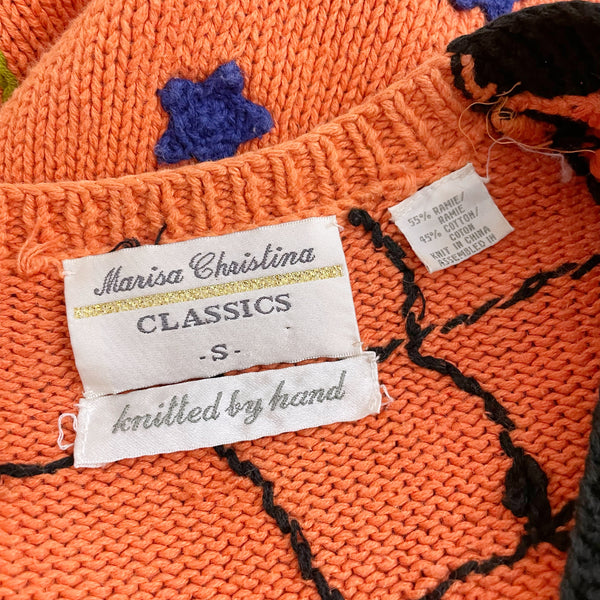 Marisa Christina
CLASSICS
-S-
knitted by hand
55% RAMIE/
RAMIE
45% COTTON/
COTON
KNIT IN CHINA
ASSEMBLED IN